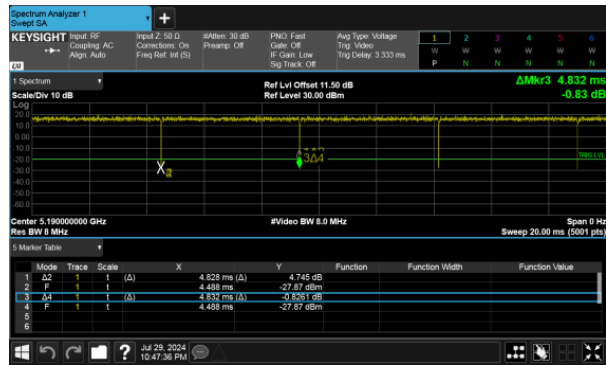 Spectrum Analyzer 1
Swept SA
+
KEYSIGHT
Input: RF
Coupling: AC
Align: Auto
Input Z: 50 Ω
Corrections: On
Freq Ref: Int (S)
#Atten: 30 dB
Preamp: Off
PNO: Fast
Gate: Off
IF Gain: Low
Sig Track: Off
Avg Type: Voltage
Trig: Video
Trig Delay: 3.333 ms
1 2 3 4 5 6
W W W W W W
P N N N N N
LXI
1 Spectrum
Scale/Div 10 dB
Ref Lvl Offset 11.50 dB
Ref Level 30.00 dBm
ΔMkr3 4.832 ms
-0.83 dB
Log
20.0
10.0
0.00
-10.0
-20.0
-30.0
-40.0
-50.0
-60.0
3Δ4
TRIG LVL
Center 5.190000000 GHz
Res BW 8 MHz
#Video BW 8.0 MHz
Span 0 Hz
Sweep 20.00 ms (5001 pts)
5 Marker Table
Mode Trace Scale X Y Function Function Width Function Value
1 Δ2 1 t (Δ) 4.828 ms (Δ) 4.745 dB
2 F 1 t 4.488 ms -27.87 dBm
3 Δ4 1 t (Δ) 4.832 ms (Δ) -0.8261 dB
4 F 1 t 4.488 ms -27.87 dBm
5
6
?
Jul 29, 2024
10:47:36 PM